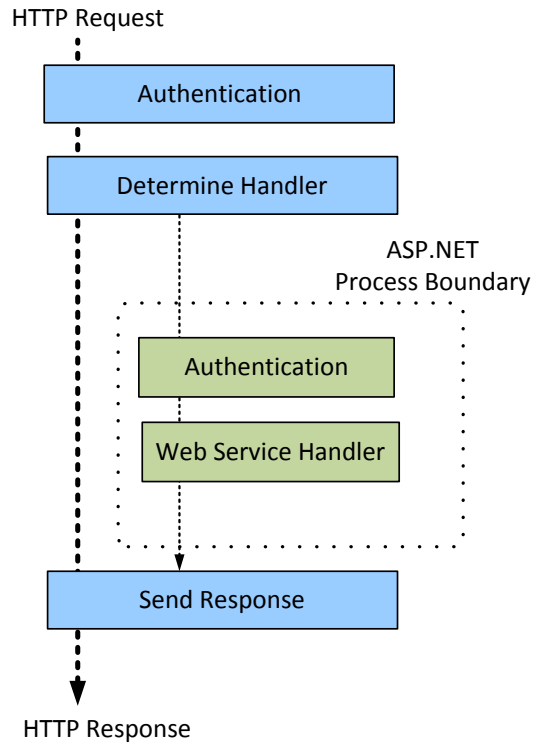 HTTP Request
Authentication
Determine Handler
ASP.NET
Process Boundary
Authentication
Web Service Handler
Send Response
HTTP Response